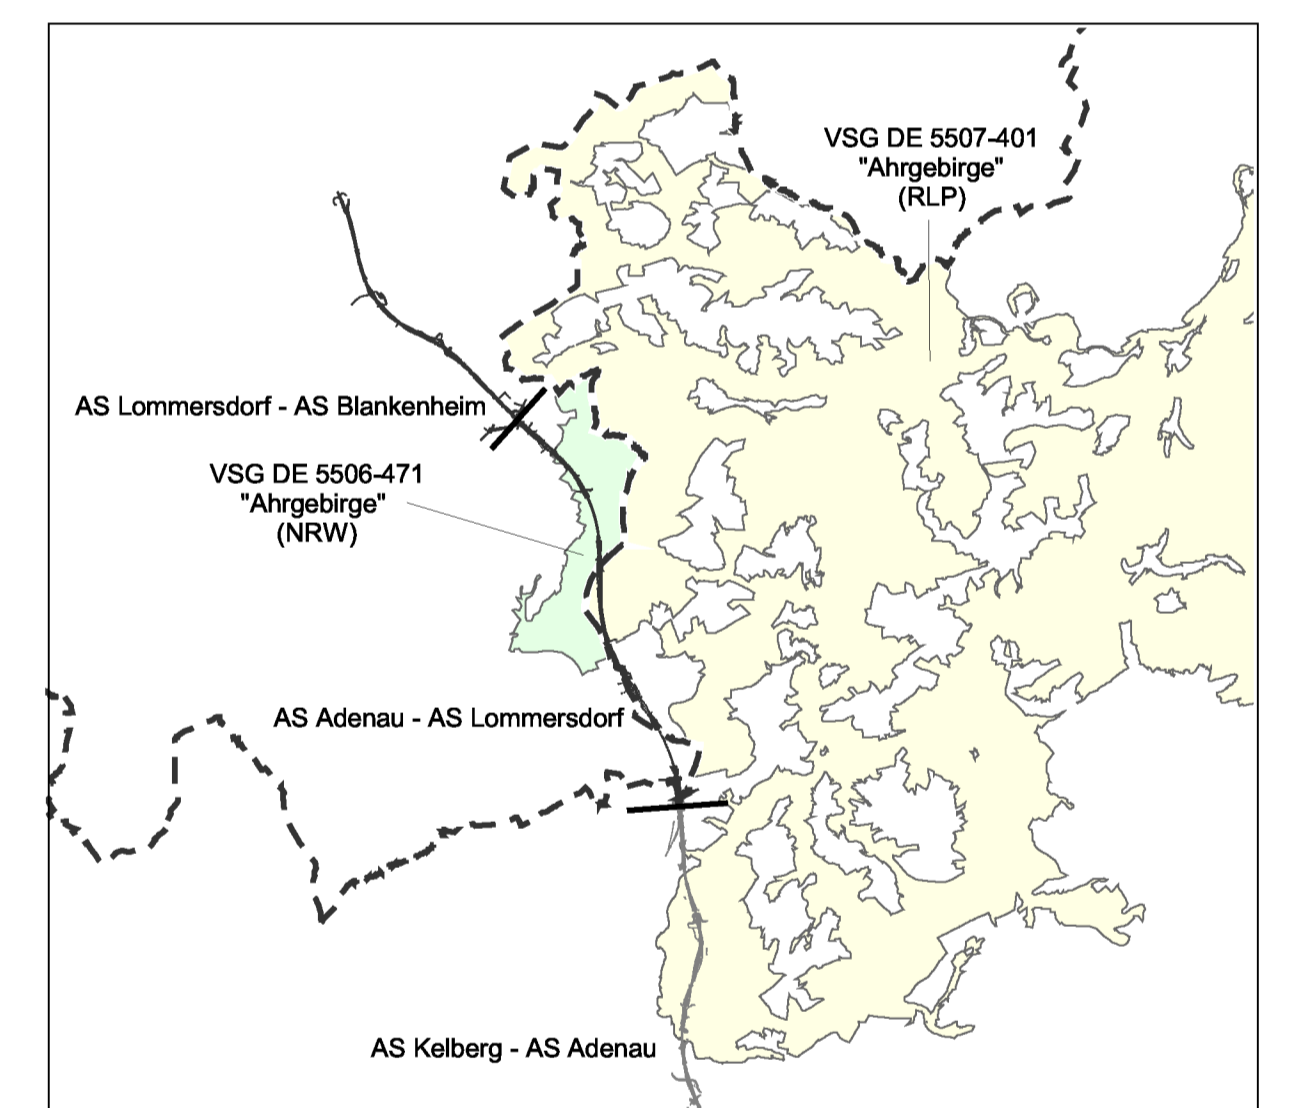 VSG DE 5507-401
"Ahrgebirge"
(RLP)
AS Lommersdorf - AS Blankenheim
VSG DE 5506-471
"Ahrgebirge"
(NRW)
AS Adenau - AS Lommersdorf
AS Kelberg - AS Adenau